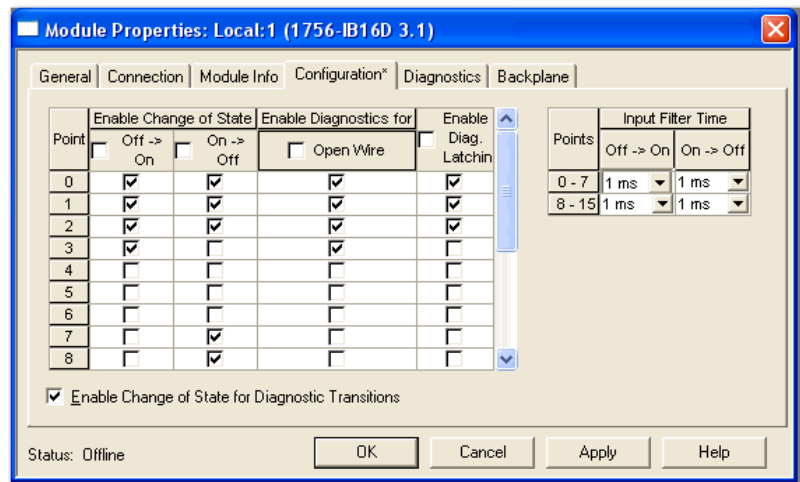 Module Properties: Local:1 (1756-IB16D 3.1)
General Connection Module Info Configuration* Diagnostics Backplane
Enable Change of State Enable Diagnostics for Enable Diag. Latchin
Point Off -> On On -> Off Open Wire
0
1
2
3
4
5
6
7
8
Input Filter Time
Points Off -> On On -> Off
0 - 7 1 ms 1 ms
8 - 15 1 ms 1 ms
Enable Change of State for Diagnostic Transitions
Status: Offline OK Cancel Apply Help